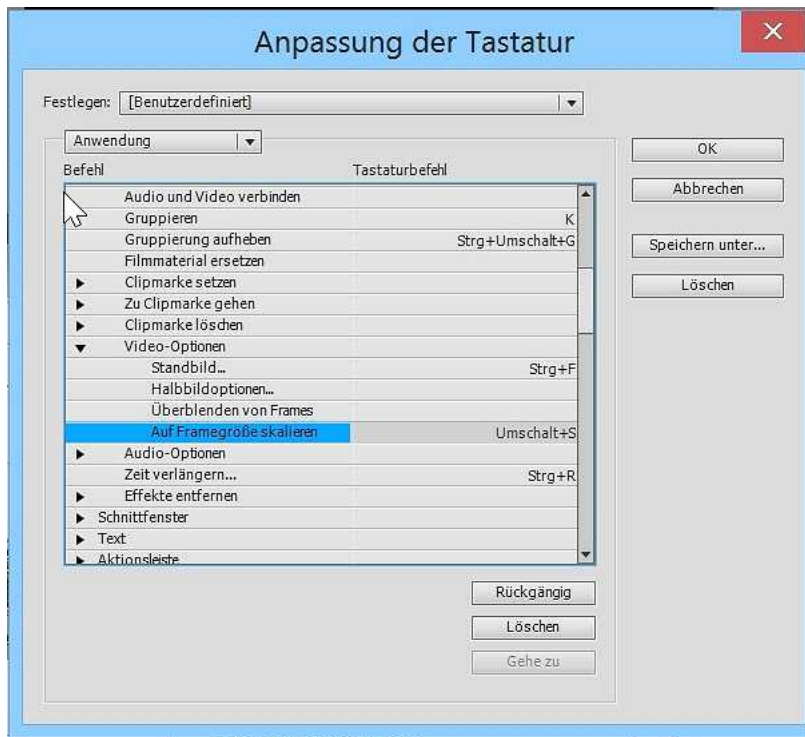 Anpassung der Tastatur
Festlegen: [Benutzerdefiniert]
Anwendung
Befehl Tastaturbefehl
Audio und Video verbinden
Gruppieren K
Gruppierung aufheben Strg+Umschalt+G
Filmmaterial ersetzen
Clipmarke setzen
Zu Clipmarke gehen
Clipmarke löschen
Video-Optionen
Standbild... Strg+F
Halbbildoptionen...
Überblenden von Frames
Auf Framegröße skalieren Umschalt+S
Audio-Optionen
Zeit verlängern... Strg+R
Effekte entfernen
Schnittfenster
Text
Aktionsleiste
Rückgängig
Löschen
Gehe zu
OK
Abbrechen
Speichern unter...
Löschen